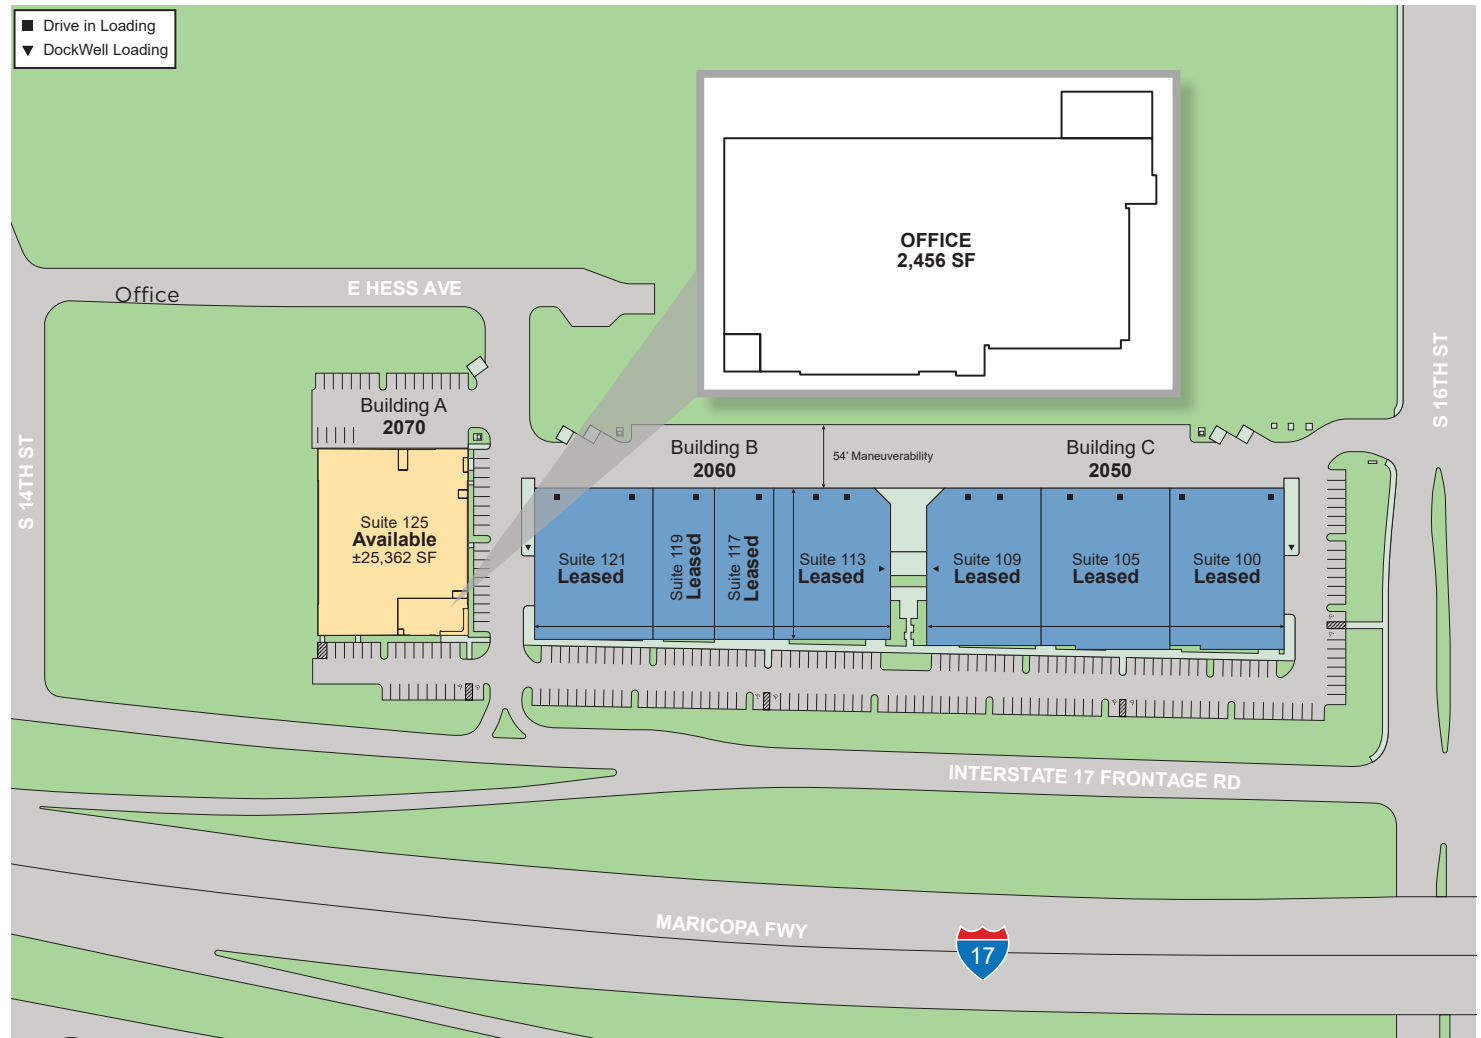 Drive in Loading
DockWell Loading
OFFICE
2,456 SF
Office
E HESS AVE
S 14TH ST
S 16TH ST
Building A
2070
Building B
2060
54' Maneuverability
Building C
2050
Suite 125
Available
±25,362 SF
Suite 121
Leased
Suite 119
Leased
Suite 117
Leased
Suite 113
Leased
Suite 109
Leased
Suite 105
Leased
Suite 100
Leased
INTERSTATE 17 FRONTAGE RD
MARICOPA FWY
17